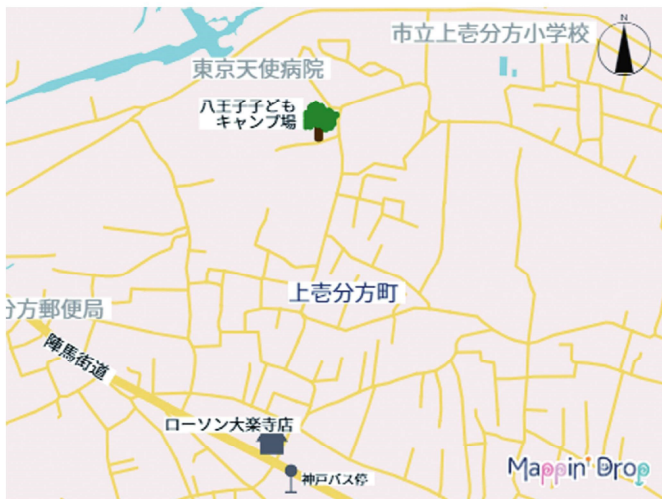 N
市立上壱分方小学校
東京天使病院
八王子子ども
キャンプ場
上壱分方町
分方郵便局
陣馬街道
ローソン大楽寺店
神戸バス停
Mappin' Drop